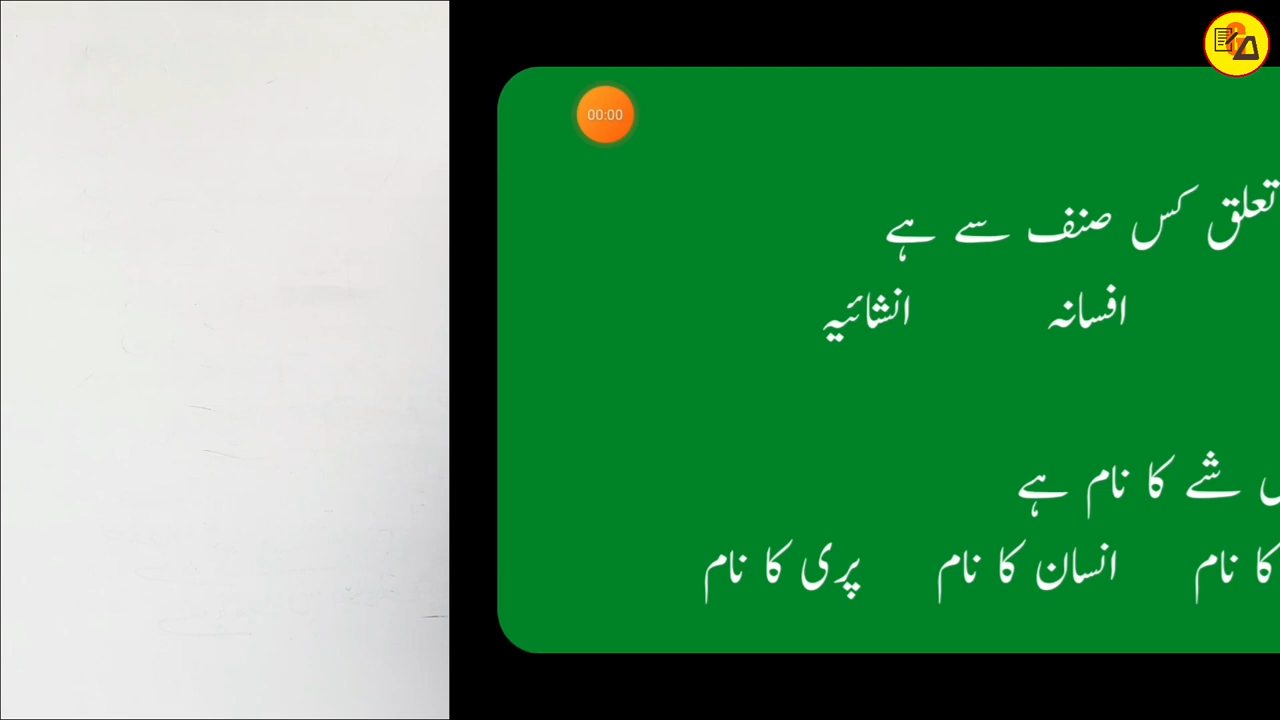 00:00
تعلق کس صنف سے ہے
افسانہ انشائیہ
شے کا نام ہے
کا نام انسان کا نام پری کا نام